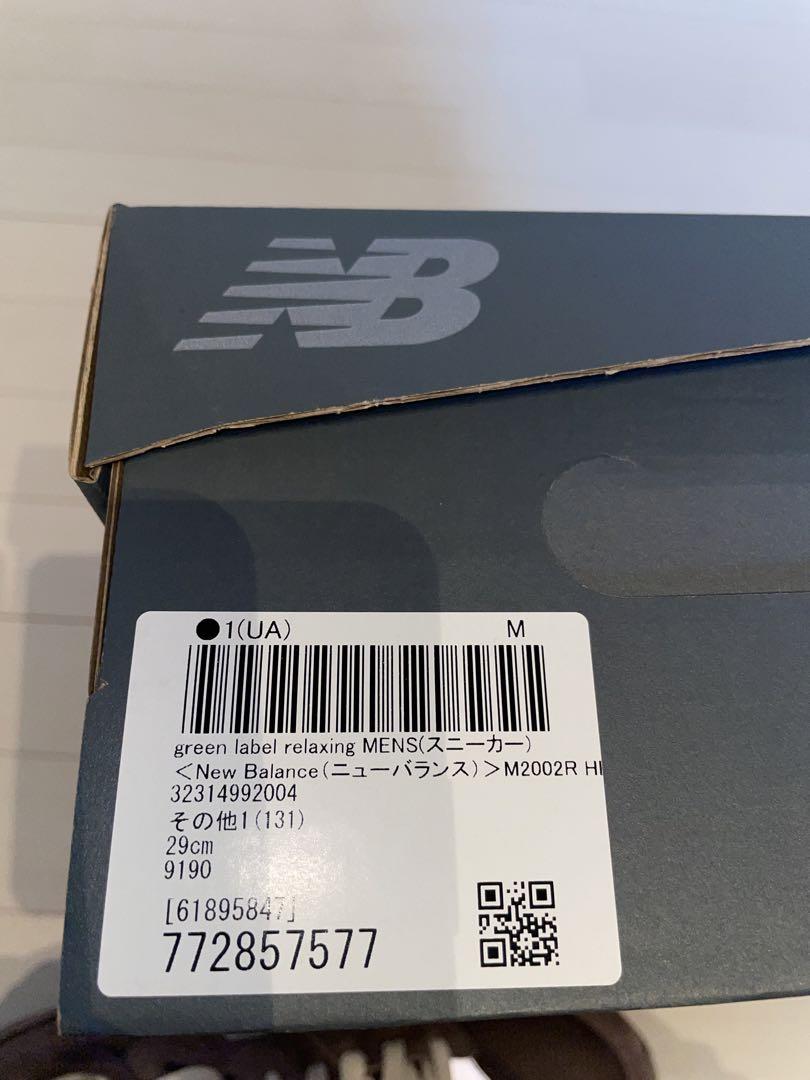 NB
●1(UA) M
green label relaxing MENS(スニーカー)
＜New Balance(ニューバランス)＞M2002R HI
32314992004
その他1(131)
29cm
9190
[61895847]
772857577